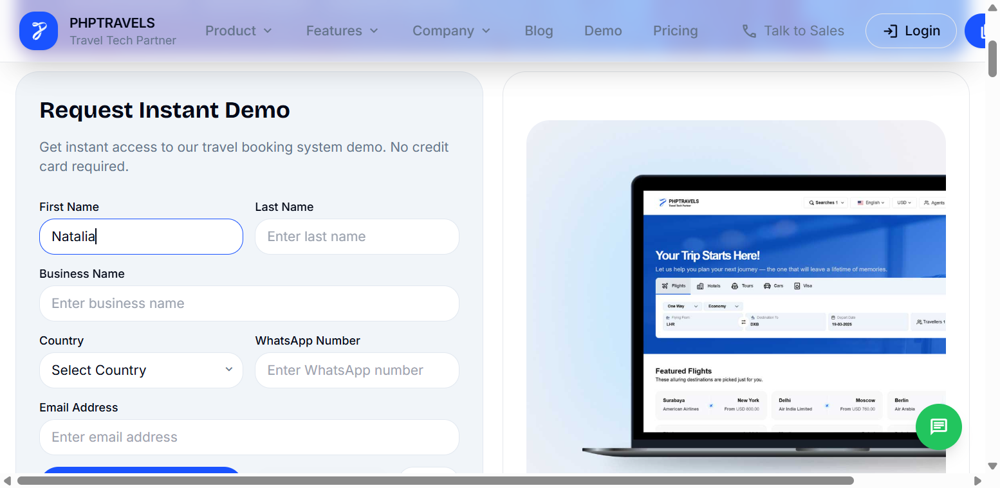 PHPTRAVELS
Travel Tech Partner
Product
Features
Company
Blog
Demo
Pricing
Talk to Sales
Login
Request Instant Demo
Get instant access to our travel booking system demo. No credit
card required.
First Name
Last Name
Natalia
Enter last name
Business Name
Enter business name
Country
WhatsApp Number
Select Country
Enter WhatsApp number
Email Address
Enter email address
PHPTRAVELS
Travel Tech Partner
Searches 1
English
USD
Agents
Your Trip Starts Here!
Let us help you plan your next journey — the one that will leave a lifetime of memories.
Flights
Hotels
Tours
Cars
Visa
One Way
Economy
Flying From
LHR
Destination To
DXB
Depart Date
19-03-2025
Travellers 1
Featured Flights
These alluring destinations are picked just for you.
Surabaya
New York
American Airlines
From USD 800.00
Delhi
Moscow
Air India Limited
From USD 760.00
Berlin
Air Arabia